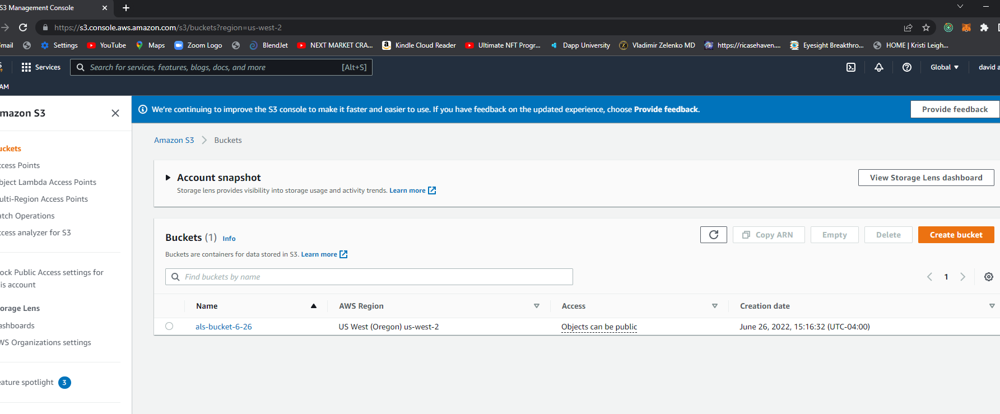 S3 Management Console
https://s3.console.aws.amazon.com/s3/buckets?region=us-west-2
mail Settings YouTube Maps Zoom Logo BlendJet NEXT MARKET CRA... Kindle Cloud Reader Ultimate NFT Progr... Dapp University Vladimir Zelenko MD https://ricasehaven.... Eyesight Breakthro... HOME | Kristi Leigh...
Services Search for services, features, blogs, docs, and more [Alt+S] Global david a
AM
mazon S3
We're continuing to improve the S3 console to make it faster and easier to use. If you have feedback on the updated experience, choose Provide feedback. Provide feedback
Amazon S3 Buckets
uckets
ccess Points
bject Lambda Access Points
ulti-Region Access Points
atch Operations
ccess analyzer for S3
ock Public Access settings for
is account
orage Lens
ashboards
WS Organizations settings
eature spotlight 3
Account snapshot View Storage Lens dashboard
Storage lens provides visibility into storage usage and activity trends. Learn more
Buckets (1) Info Copy ARN Empty Delete Create bucket
Buckets are containers for data stored in S3. Learn more
Find buckets by name 1
Name AWS Region Access Creation date
als-bucket-6-26 US West (Oregon) us-west-2 Objects can be public June 26, 2022, 15:16:32 (UTC-04:00)